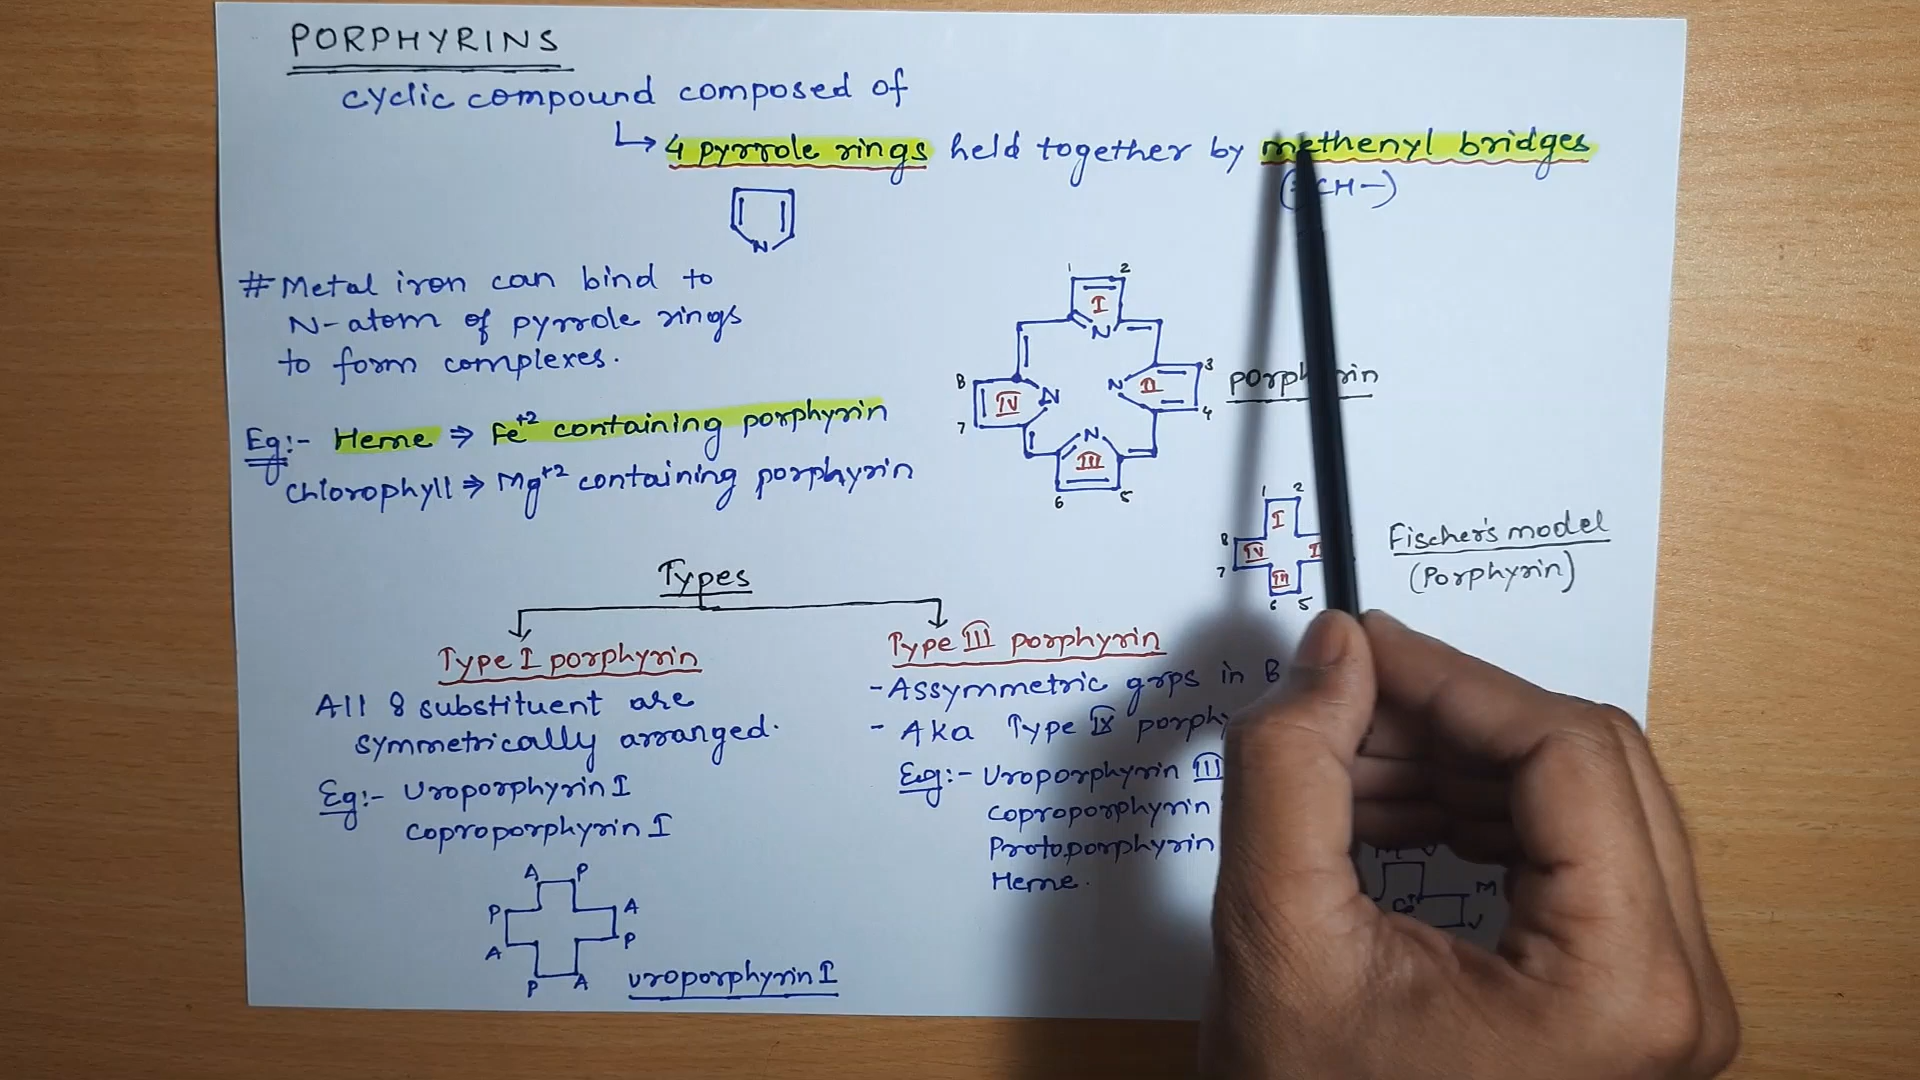 PORPHYRINS
cyclic compound composed of
↳ 4 pyrrole rings held together by methenyl bridges
(=CH-)
N
# Metal iron can bind to
N-atom of pyrrole rings
to form complexes.
Eg:- Heme ⇒ Fe+2 containing porphyrin
Chlorophyll ⇒ Mg+2 containing porphyrin
1 2
I
N
8 IV N N II 3
7 4
N
III
6 5
porphyrin
1 2
I
8 IV
7 III
6 5
Fischer's model
(Porphyrin)
Types
Type I porphyrin
All 8 substituent are
symmetrically arranged.
Eg:- Uroporphyrin I
coproporphyrin I
A P
P A
A P
P A
uroporphyrin I
Type III porphyrin
- Assymmetric grps in
- Aka Type IX
Eg:- Uroporphyrin III
coproporphyrin
Protoporphyrin
Heme.
M V
M
V